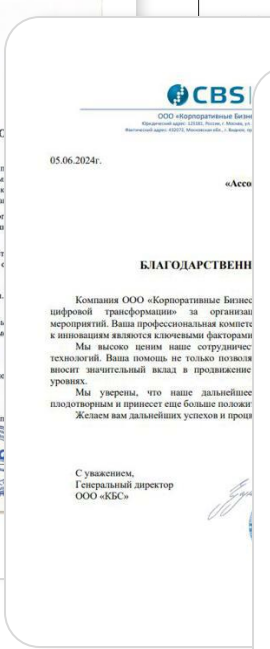 CBS
ООО «Корпоративные Бизне
05.06.2024г.
«Ассо
БЛАГОДАРСТВЕНН
Компания ООО «Корпоративные Бизнес
цифровой трансформации» за организац
мероприятий. Ваша профессиональная компете
к инновациям являются ключевыми факторами
Мы высоко ценим наше сотрудничес
технологий. Ваша помощь не только позволя
вносит значительный вклад в продвижение
уровнях.
Мы уверены, что наше дальнейшее
плодотворным и принесет еще больше положит
Желаем вам дальнейших успехов и процв
С уважением,
Генеральный директор
ООО «КБС»